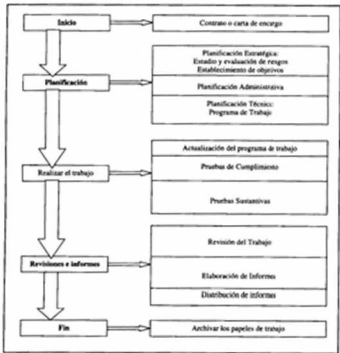 Inicio
Contrato o carta de encargo
Planificación Estratégica:
Estudio y evaluación de resgos
Establecimiento de objetivos
Planificación
Planificación Administrativa
Planificación Técnica:
Programa de Trabajo
Actualización del programa de trabajo
Realizar el trabajo
Pruebas de Cumplimiento
Pruebas Sustantivas
Revisión del Trabajo
Revisiones e informes
Elaboración de Informes
Distribución de informes
Fin
Archivar los papeles de trabajo